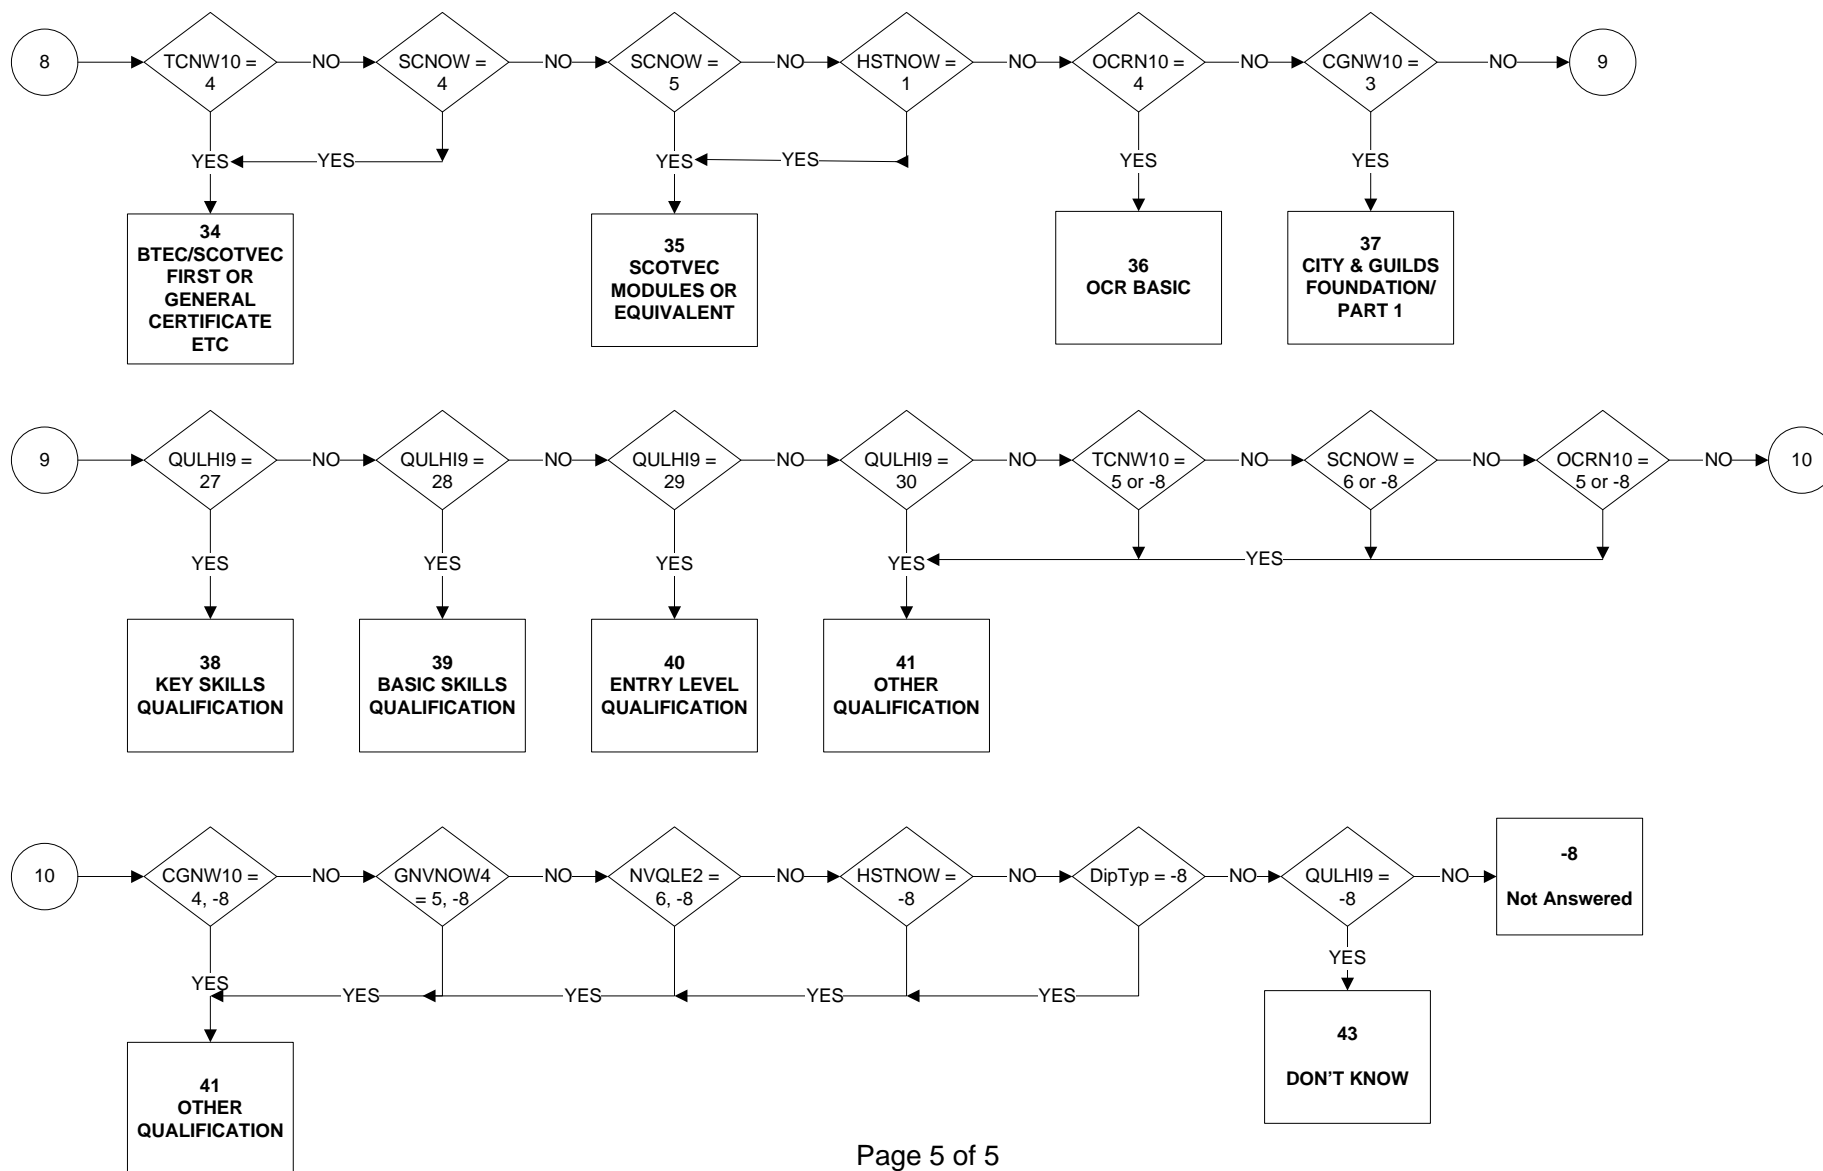 8
TCNW10 =
4
NO
SCNOW =
4
NO
SCNOW =
5
NO
HSTNOW =
1
NO
OCRN10 =
4
NO
CGNW10 =
3
NO
9
YES
YES
YES
YES
YES
YES
34
BTEC/SCOTVEC
FIRST OR
GENERAL
CERTIFICATE
ETC
35
SCOTVEC
MODULES OR
EQUIVALENT
36
OCR BASIC
37
CITY & GUILDS
FOUNDATION/
PART 1
9
QULHI9 =
27
NO
QULHI9 =
28
NO
QULHI9 =
29
NO
QULHI9 =
30
NO
TCNW10 =
5 or -8
NO
SCNOW =
6 or -8
NO
OCRN10 =
5 or -8
NO
10
YES
YES
YES
YES
YES
38
KEY SKILLS
QUALIFICATION
39
BASIC SKILLS
QUALIFICATION
40
ENTRY LEVEL
QUALIFICATION
41
OTHER
QUALIFICATION
10
CGNW10 =
4, -8
NO
GNVNOW4
= 5, -8
NO
NVQLE2 =
6, -8
NO
HSTNOW =
-8
NO
DipTyp = -8
NO
QULHI9 =
-8
NO
-8
Not Answered
YES
YES
YES
YES
YES
YES
41
OTHER
QUALIFICATION
43
DON'T KNOW
Page 5 of 5